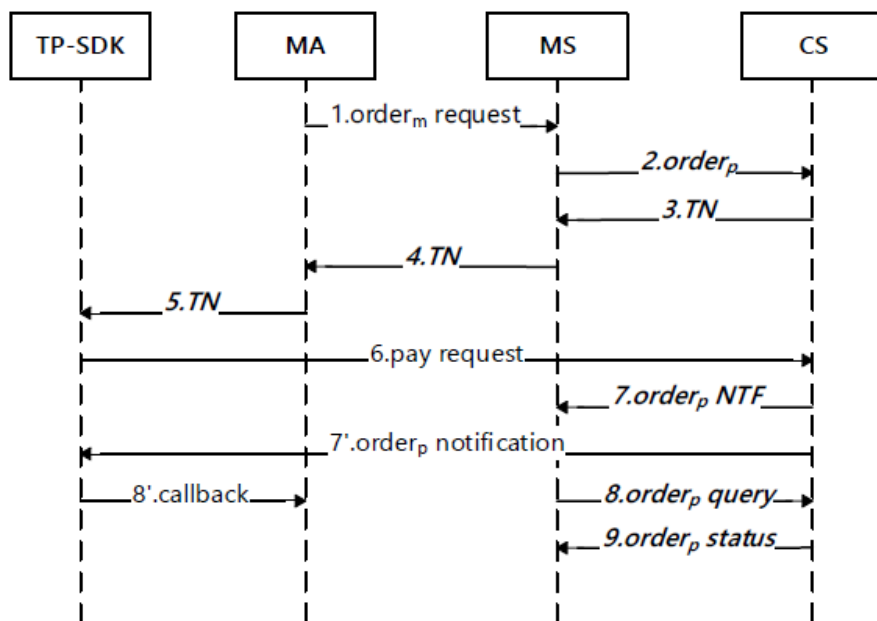 TP-SDK MA MS CS
1.orderₘ request
2.orderₚ
3.TN
4.TN
5.TN
6.pay request
7.orderₚ NTF
7'.orderₚ notification
8'.callback 8.orderₚ query
9.orderₚ status